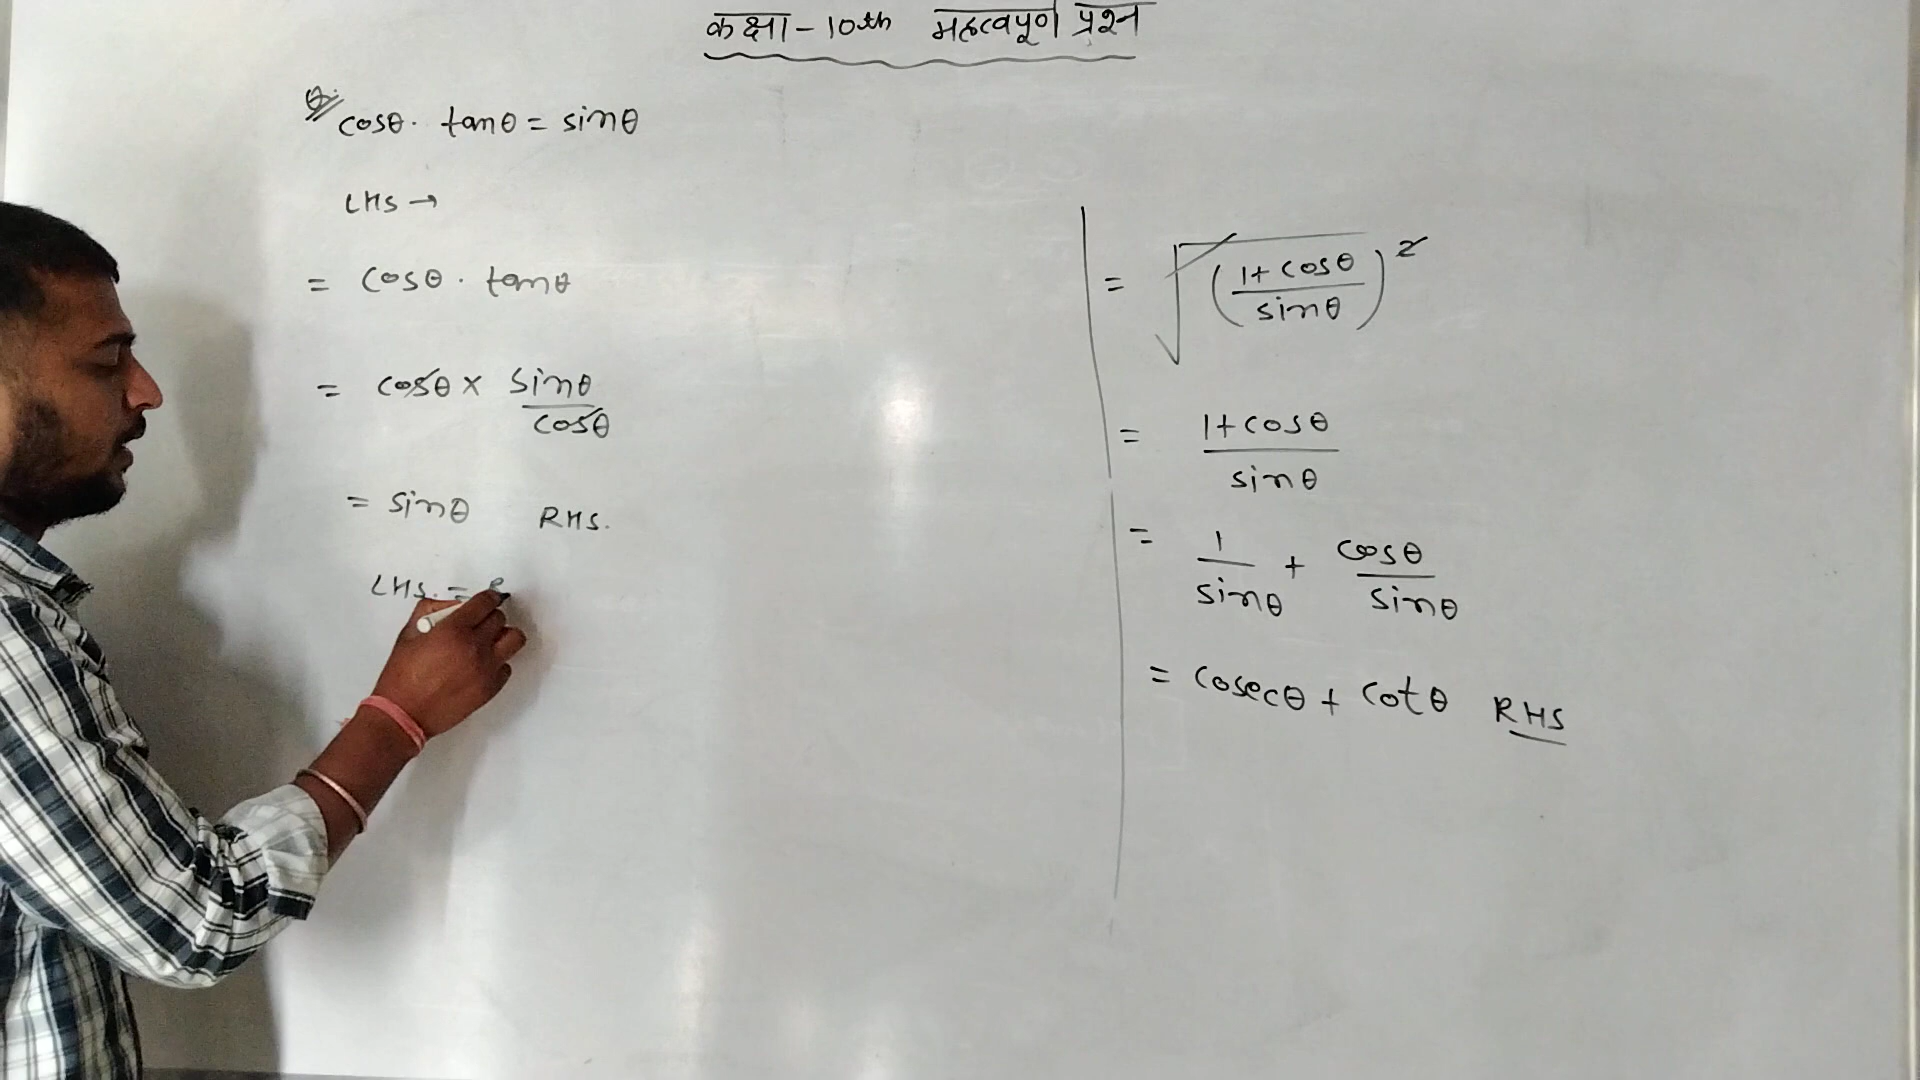 कक्षा - 10th महत्वपूर्ण प्रश्न
Q.
cosθ. tanθ = sinθ
LHS →
= cosθ . tanθ
= cosθ × sinθ
cosθ
= sinθ RHS.
LHS. =
= √(1+cosθ)²
sinθ
= 1+cosθ
sinθ
= 1 + cosθ
sinθ sinθ
= cosecθ + cotθ RHS